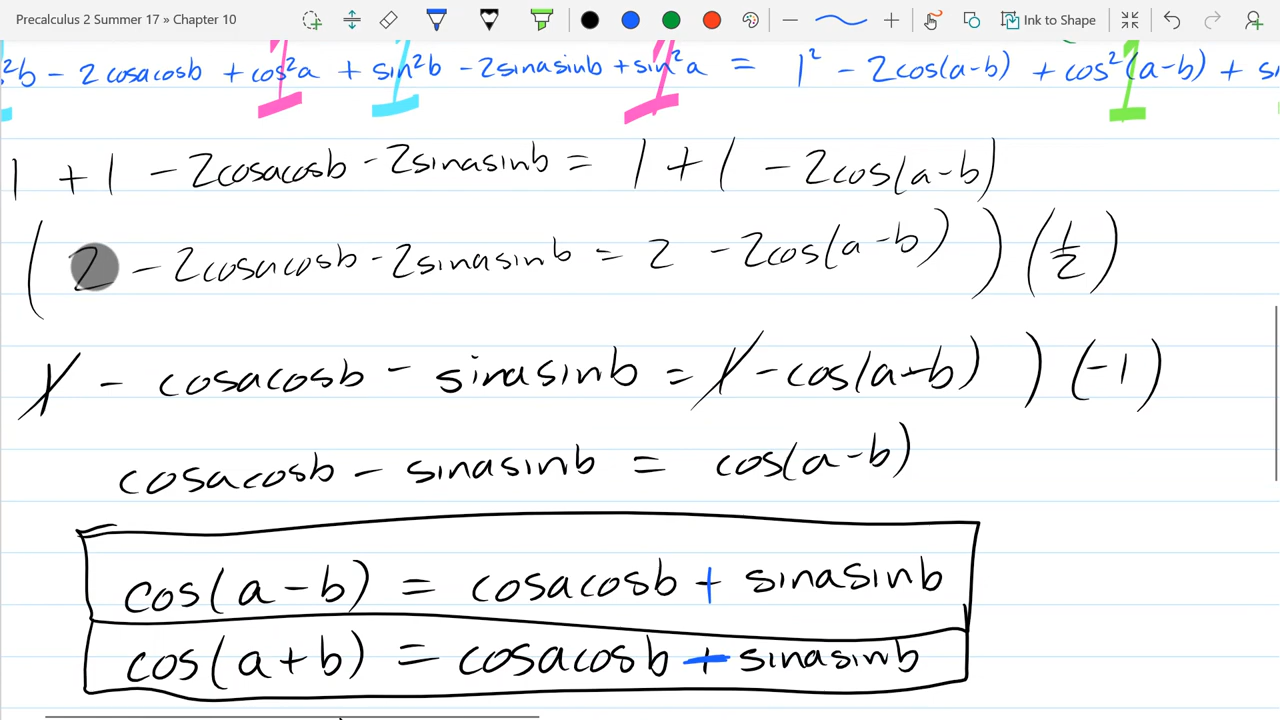 Precalculus 2 Summer 17 » Chapter 10
Ink to Shape
²b - 2cosacosb + cos²a + sin²b - 2sinasinb + sin²a = 1² - 2cos(a-b) + cos²(a-b) + si
1 + 1 - 2cosacosb - 2sinasinb = 1 + 1 - 2cos(a-b)
( 2 - 2cosacosb - 2sinasinb = 2 - 2cos(a-b) ) (1/2)
1 - cosacosb - sinasinb = 1 - cos(a-b) ) (-1)
cosacosb - sinasinb = cos(a-b)
cos(a-b) = cosacosb + sinasinb
cos(a+b) = cosacosb - sinasinb